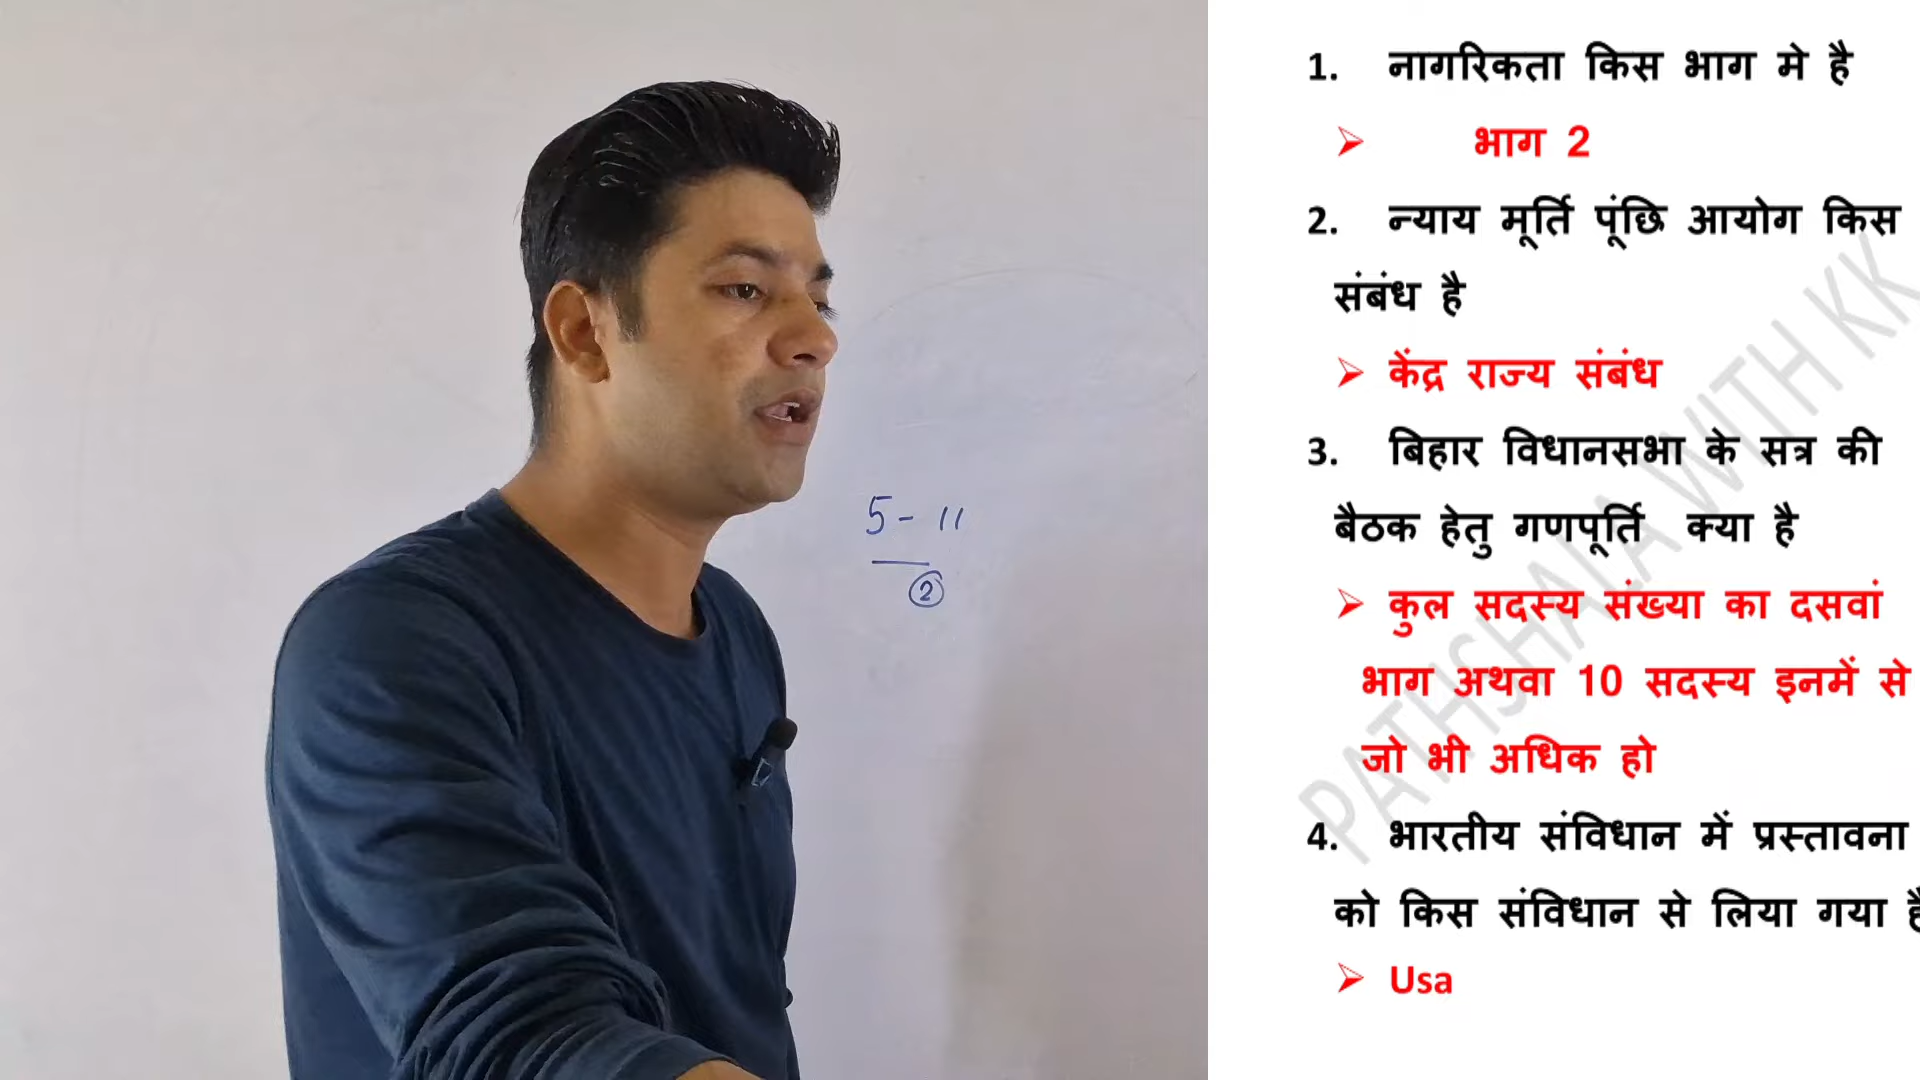 5 - 11
2
1. नागरिकता किस भाग मे है
➢ भाग 2
2. न्याय मूर्ति पूंछि आयोग किस
संबंध है
➢ केंद्र राज्य संबंध
3. बिहार विधानसभा के सत्र की
बैठक हेतु गणपूर्ति क्या है
➢ कुल सदस्य संख्या का दसवां
भाग अथवा 10 सदस्य इनमें से
जो भी अधिक हो
4. भारतीय संविधान में प्रस्तावना
को किस संविधान से लिया गया है
➢ Usa
PATHSHALA WITH KK